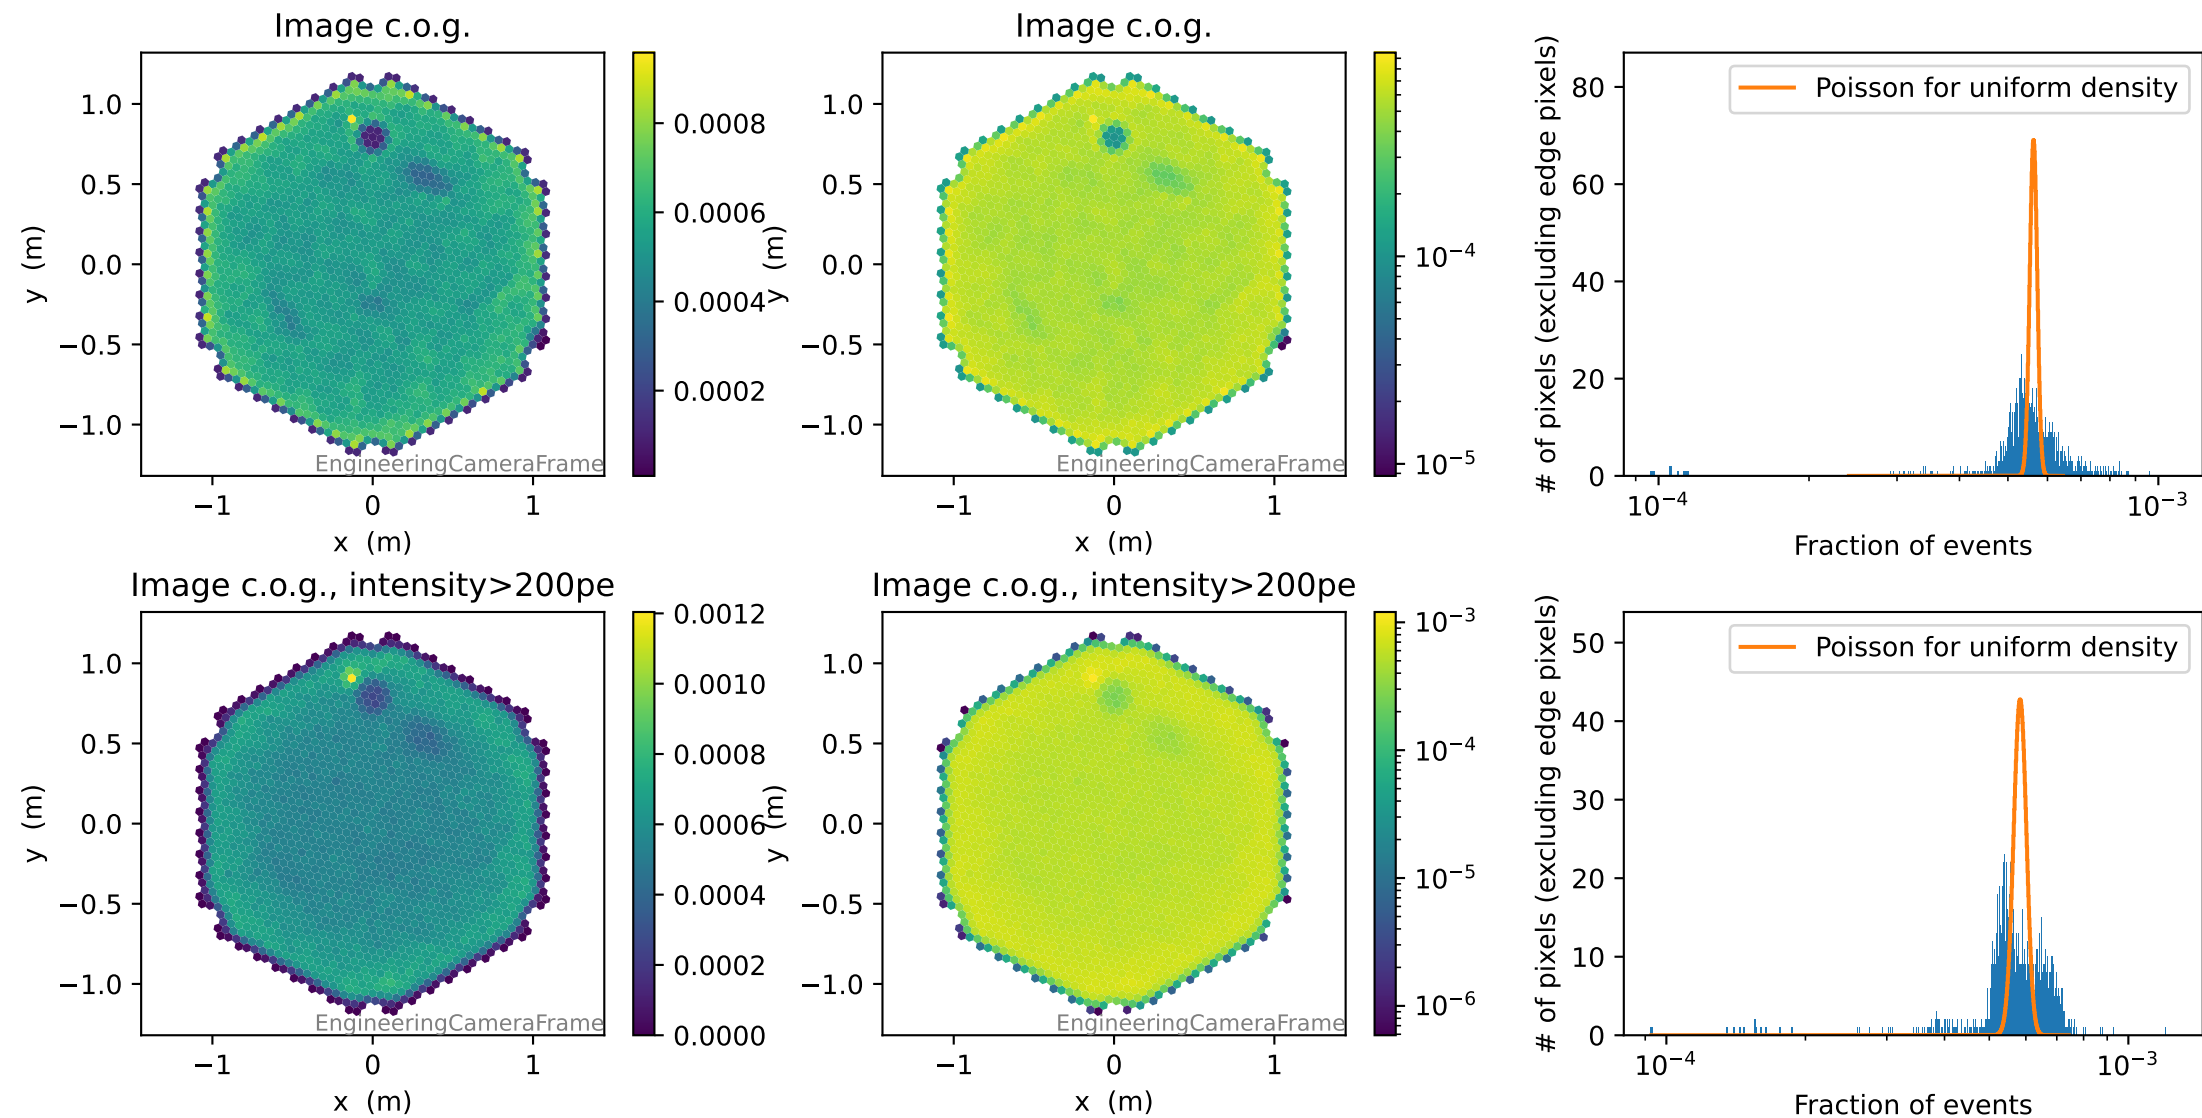 Image c.o.g.
1.0
0.5
0.0
−0.5
−1.0
y (m)
−1
0
1
x (m)
EngineeringCameraFrame
0.0008
0.0006
0.0004
0.0002
Image c.o.g.
1.0
0.5
0.0
−0.5
−1.0
y (m)
−1
0
1
x (m)
EngineeringCameraFrame
10⁻⁴
10⁻⁵
# of pixels (excluding edge pixels)
80
60
40
20
0
Poisson for uniform density
10⁻⁴
10⁻³
Fraction of events
Image c.o.g., intensity>200pe
1.0
0.5
0.0
−0.5
−1.0
y (m)
−1
0
1
x (m)
EngineeringCameraFrame
0.0012
0.0010
0.0008
0.0006
0.0004
0.0002
0.0000
Image c.o.g., intensity>200pe
1.0
0.5
0.0
−0.5
−1.0
y (m)
−1
0
1
x (m)
EngineeringCameraFrame
10⁻³
10⁻⁴
10⁻⁵
10⁻⁶
# of pixels (excluding edge pixels)
50
40
30
20
10
0
Poisson for uniform density
10⁻⁴
10⁻³
Fraction of events